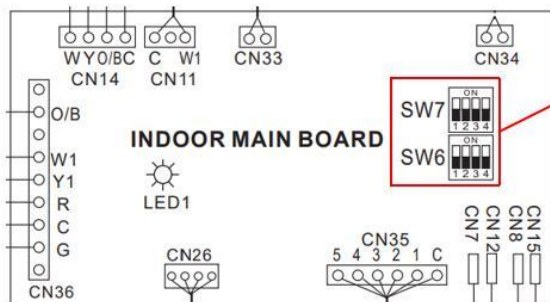 W Y O/B C
CN14
C W1
CN11
CN33
CN34
O/B
W1
Y1
R
C
G
CN36
INDOOR MAIN BOARD
LED1
SW7
ON
1 2 3 4
SW6
ON
1 2 3 4
CN26
CN35
5 4 3 2 1 C
CN7
CN12
CN8
CN15